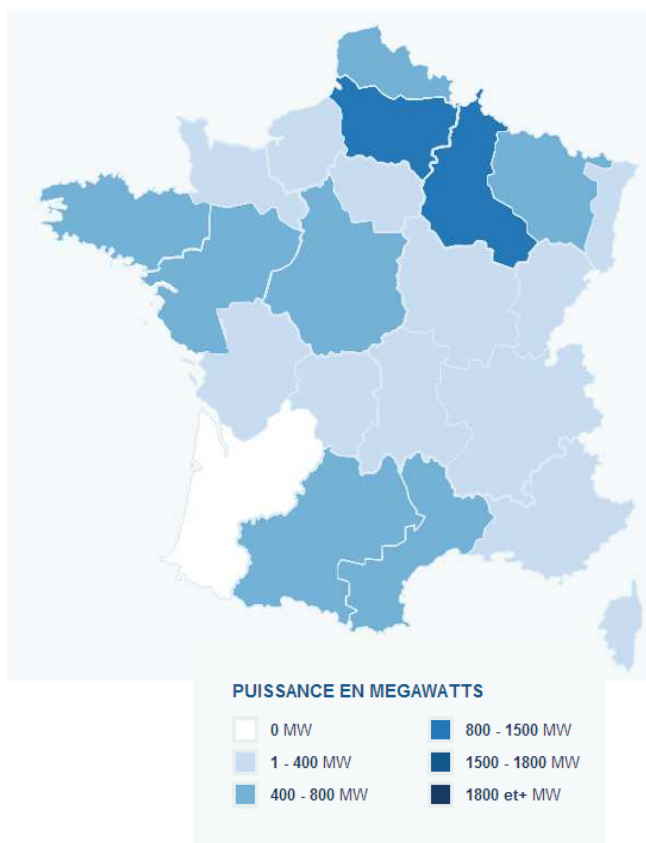 PUISSANCE EN MEGAWATTS
0 MW
1 - 400 MW
400 - 800 MW
800 - 1500 MW
1500 - 1800 MW
1800 et+ MW